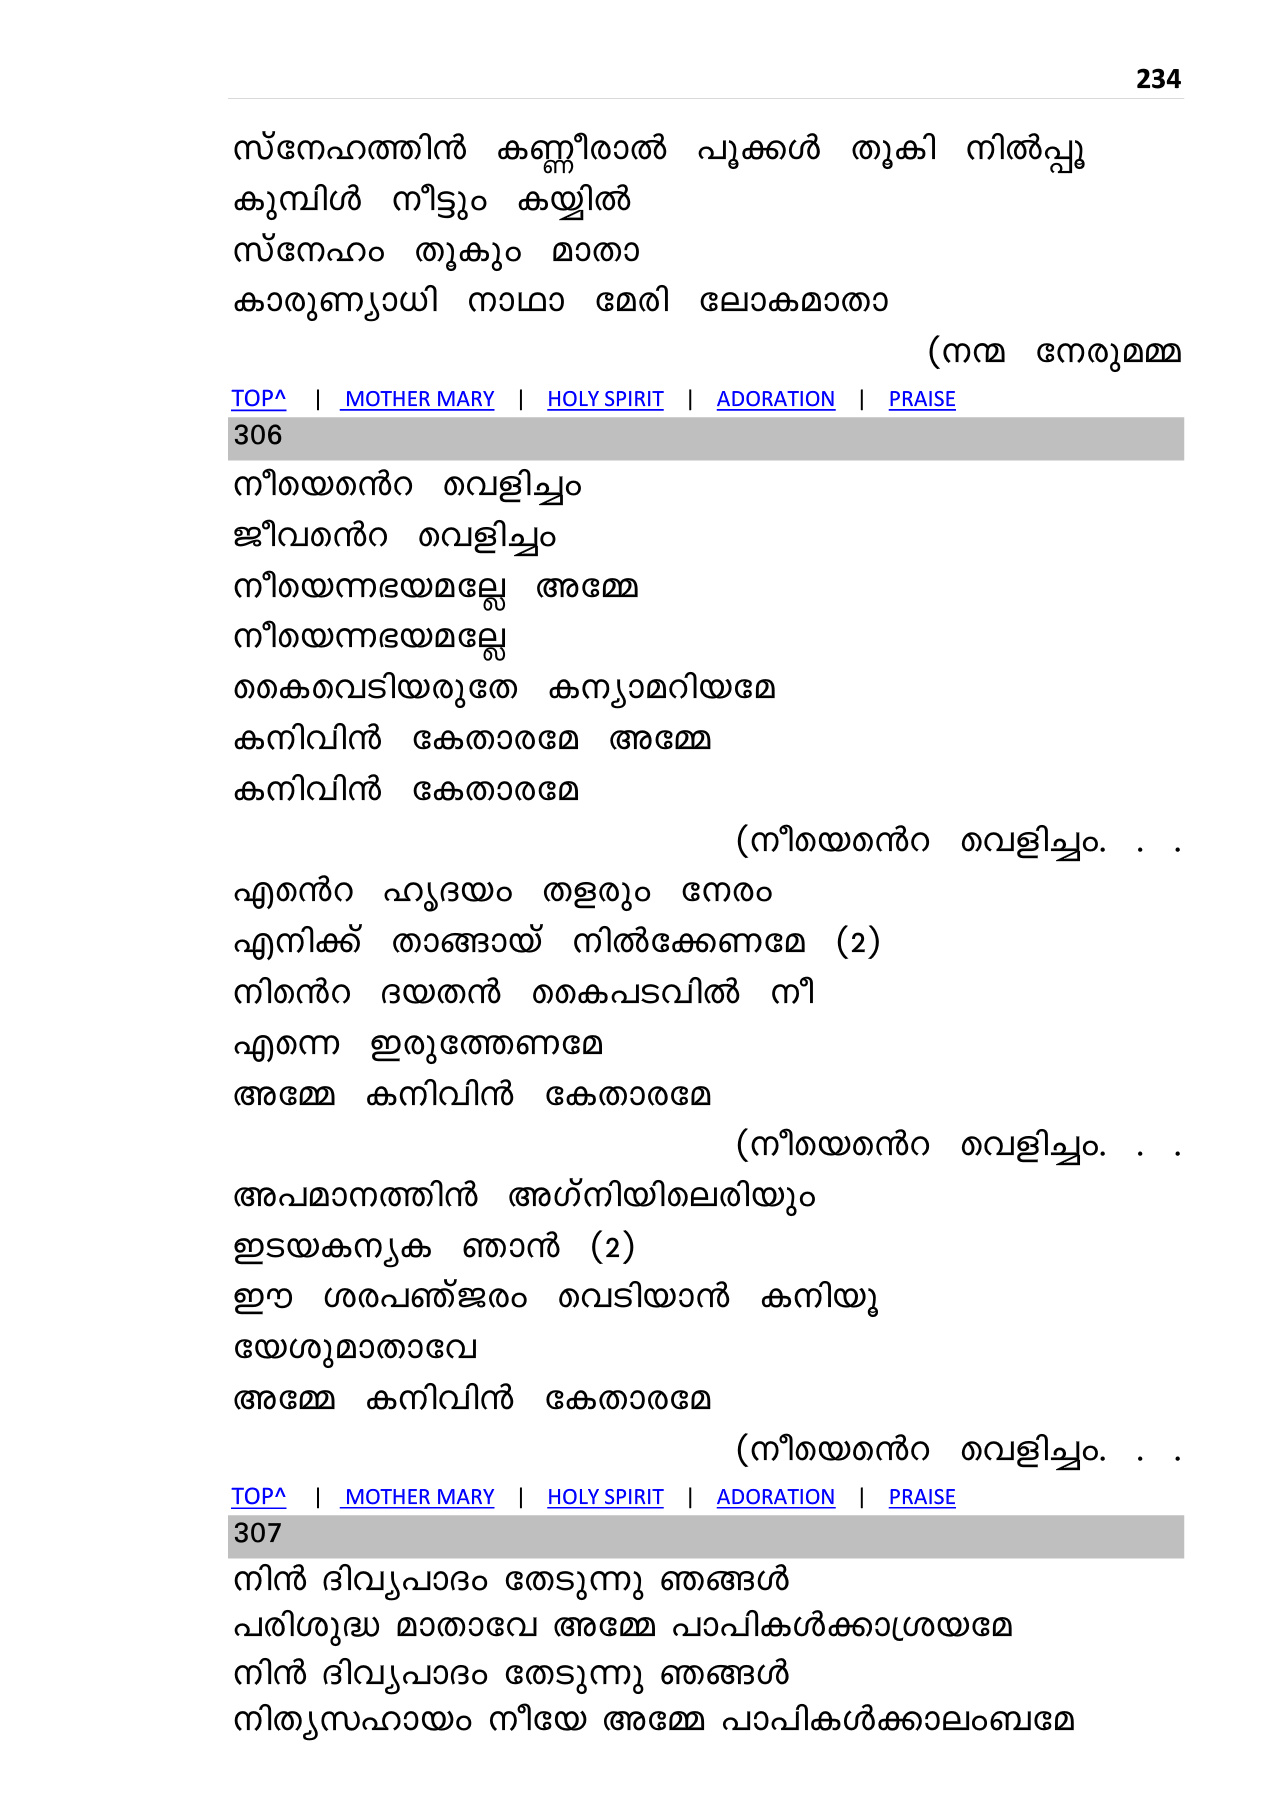 234
സ്നേഹത്തിൻ കണ്ണീരാൽ പൂക്കൾ തൂകി നിൽപ്പൂ
കുമ്പിൾ നീട്ടും കയ്യിൽ
സ്നേഹം തൂകും മാതാ
കാരുണ്യാധി നാഥാ മേരി ലോകമാതാ
(നന്മ നേരുമമ്മ
TOP^ | MOTHER MARY | HOLY SPIRIT | ADORATION | PRAISE
306
നീയെൻെറ വെളിച്ചം
ജീവൻെറ വെളിച്ചം
നീയെന്നഭയമല്ലേ അമ്മേ
നീയെന്നഭയമല്ലേ
കൈവെടിയരുതേ കന്യാമറിയമേ
കനിവിൻ കേതാരമേ അമ്മേ
കനിവിൻ കേതാരമേ
(നീയെൻെറ വെളിച്ചം. . .
എൻെറ ഹൃദയം തളരും നേരം
എനിക്ക് താങ്ങായ് നിൽക്കേണമേ (2)
നിൻെറ ദയതൻ കൈപടവിൽ നീ
എന്നെ ഇരുത്തേണമേ
അമ്മേ കനിവിൻ കേതാരമേ
(നീയെൻെറ വെളിച്ചം. . .
അപമാനത്തിൻ അഗ്നിയിലെരിയും
ഇടയകന്യക ഞാൻ (2)
ഈ ശരപഞ്ജരം വെടിയാൻ കനിയൂ
യേശുമാതാവേ
അമ്മേ കനിവിൻ കേതാരമേ
(നീയെൻെറ വെളിച്ചം. . .
TOP^ | MOTHER MARY | HOLY SPIRIT | ADORATION | PRAISE
307
നിൻ ദിവ്യപാദം തേടുന്നു ഞങ്ങൾ
പരിശുദ്ധ മാതാവേ അമ്മേ പാപികൾക്കാശ്രയമേ
നിൻ ദിവ്യപാദം തേടുന്നു ഞങ്ങൾ
നിത്യസഹായം നീയേ അമ്മേ പാപികൾക്കാലംബമേ